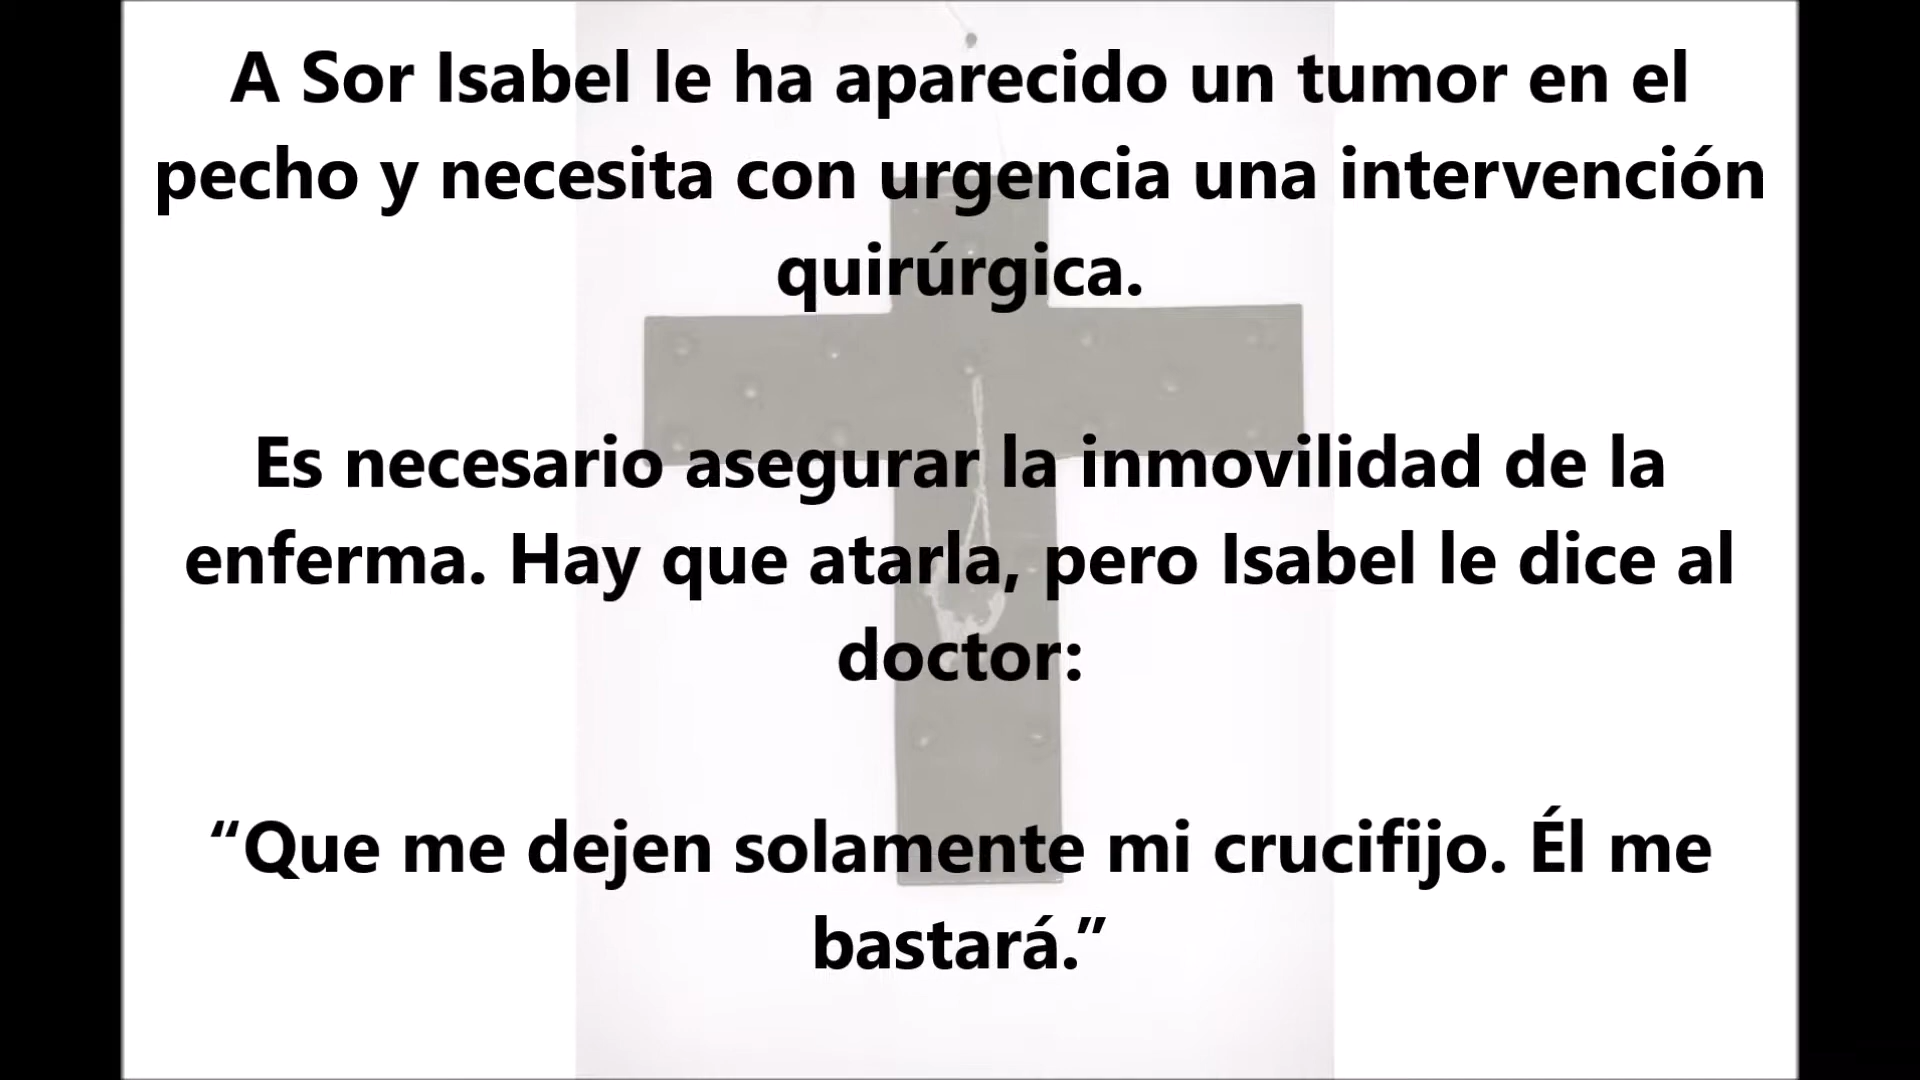 A Sor Isabel le ha aparecido un tumor en el
pecho y necesita con urgencia una intervención
quirúrgica.
Es necesario asegurar la inmovilidad de la
enferma. Hay que atarla, pero Isabel le dice al
doctor:
“Que me dejen solamente mi crucifijo. Él me
bastará.”